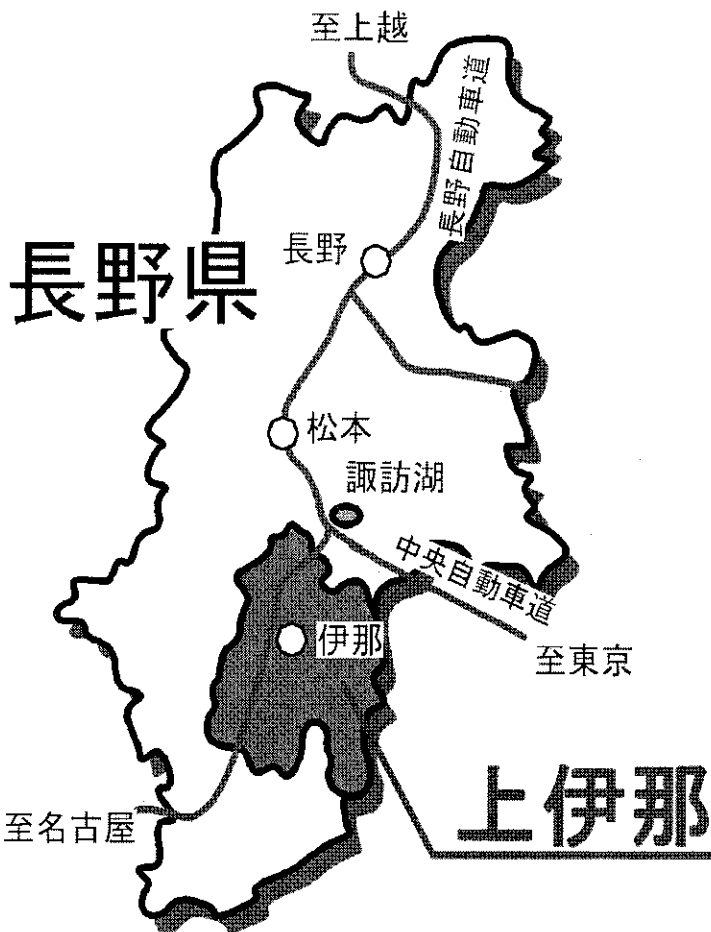 至上越
長野自動車道
長野
長野県
松本
諏訪湖
中央自動車道
伊那
至東京
上伊那
至名古屋